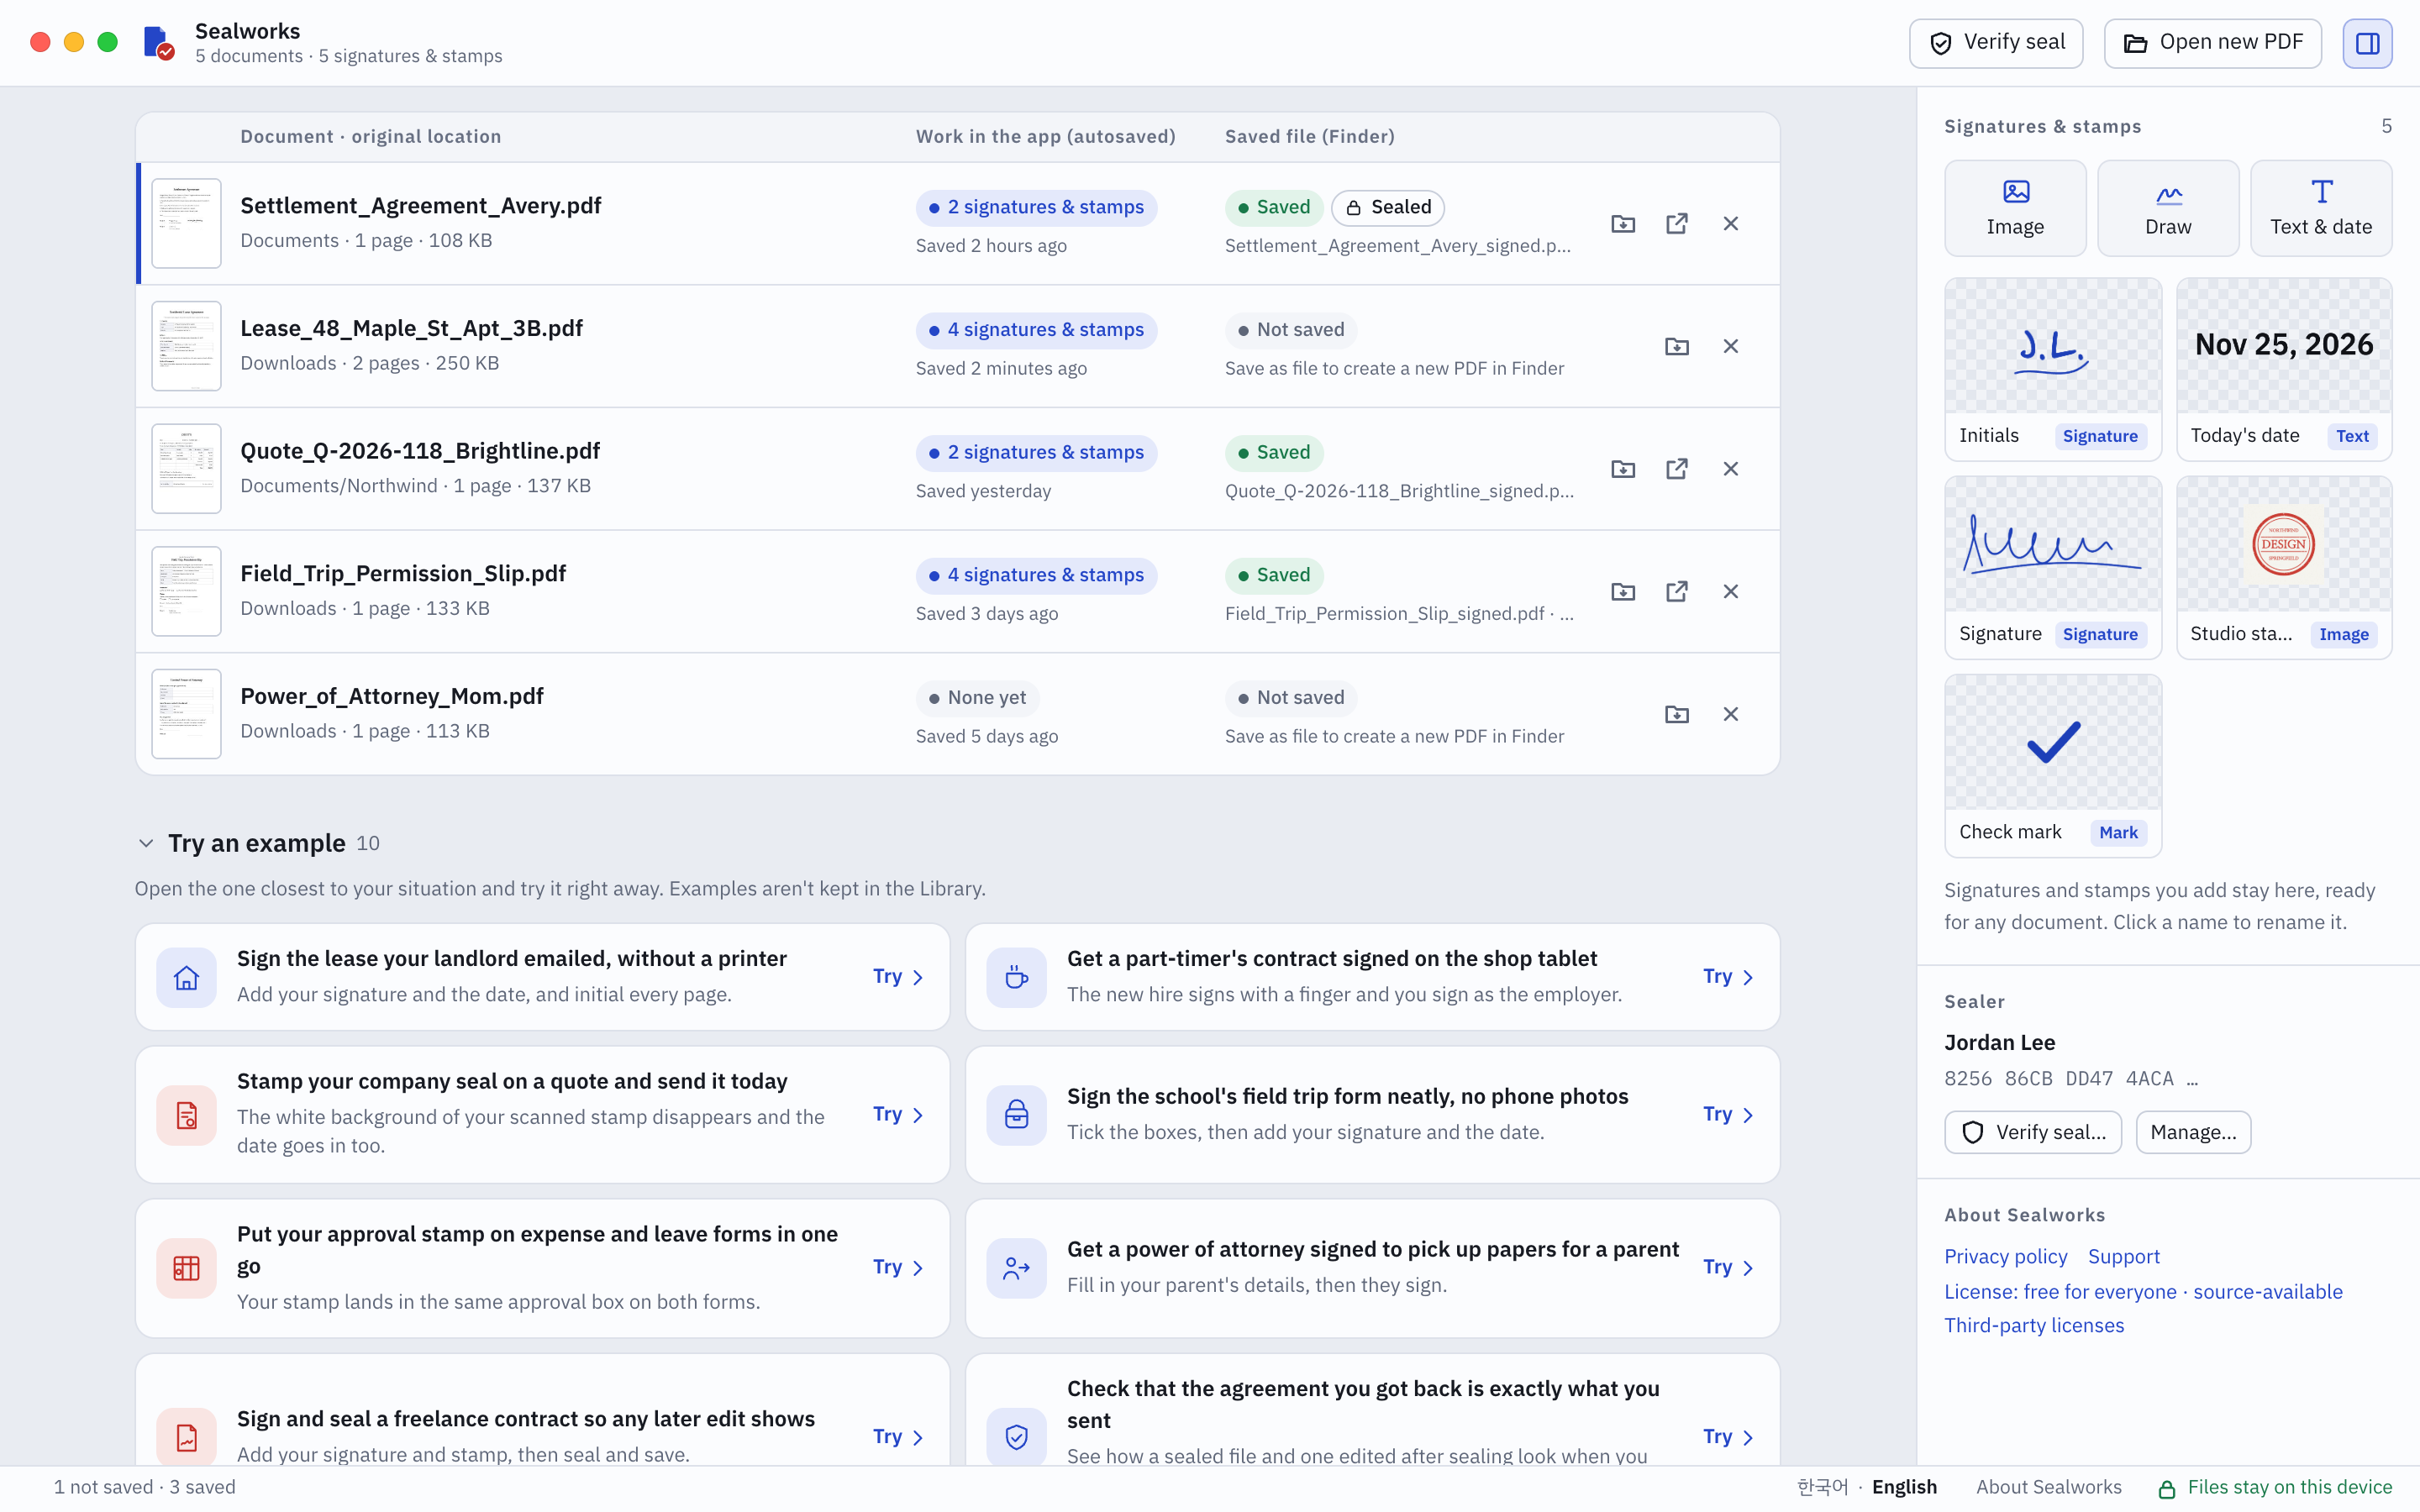 Sealworks
5 documents · 5 signatures & stamps
Verify seal
Open new PDF
Document · original location
Work in the app (autosaved)
Saved file (Finder)
Settlement_Agreement_Avery.pdf
Documents · 1 page · 108 KB
2 signatures & stamps
Saved 2 hours ago
Saved
Sealed
Settlement_Agreement_Avery_signed.p...
Lease_48_Maple_St_Apt_3B.pdf
Downloads · 2 pages · 250 KB
4 signatures & stamps
Saved 2 minutes ago
Not saved
Save as file to create a new PDF in Finder
Quote_Q-2026-118_Brightline.pdf
Documents/Northwind · 1 page · 137 KB
2 signatures & stamps
Saved yesterday
Saved
Quote_Q-2026-118_Brightline_signed.p...
Field_Trip_Permission_Slip.pdf
Downloads · 1 page · 133 KB
4 signatures & stamps
Saved 3 days ago
Saved
Field_Trip_Permission_Slip_signed.pdf · ...
Power_of_Attorney_Mom.pdf
Downloads · 1 page · 113 KB
None yet
Saved 5 days ago
Not saved
Save as file to create a new PDF in Finder
Try an example 10
Open the one closest to your situation and try it right away. Examples aren't kept in the Library.
Sign the lease your landlord emailed, without a printer
Add your signature and the date, and initial every page.
Try
Get a part-timer's contract signed on the shop tablet
The new hire signs with a finger and you sign as the employer.
Try
Stamp your company seal on a quote and send it today
The white background of your scanned stamp disappears and the
date goes in too.
Try
Sign the school's field trip form neatly, no phone photos
Tick the boxes, then add your signature and the date.
Try
Put your approval stamp on expense and leave forms in one
go
Your stamp lands in the same approval box on both forms.
Try
Get a power of attorney signed to pick up papers for a parent
Fill in your parent's details, then they sign.
Try
Sign and seal a freelance contract so any later edit shows
Add your signature and stamp, then seal and save.
Try
Check that the agreement you got back is exactly what you
sent
See how a sealed file and one edited after sealing look when you
Try
Signatures & stamps
5
Image
Draw
Text & date
J.L.
Initials
Signature
Nov 25, 2026
Today's date
Text
Signature
Signature
DESIGN
Studio sta...
Image
Check mark
Mark
Signatures and stamps you add stay here, ready
for any document. Click a name to rename it.
Sealer
Jordan Lee
8256 86CB DD47 4ACA …
Verify seal...
Manage...
About Sealworks
Privacy policy
Support
License: free for everyone · source-available
Third-party licenses
1 not saved · 3 saved
한국어 · English
About Sealworks
Files stay on this device